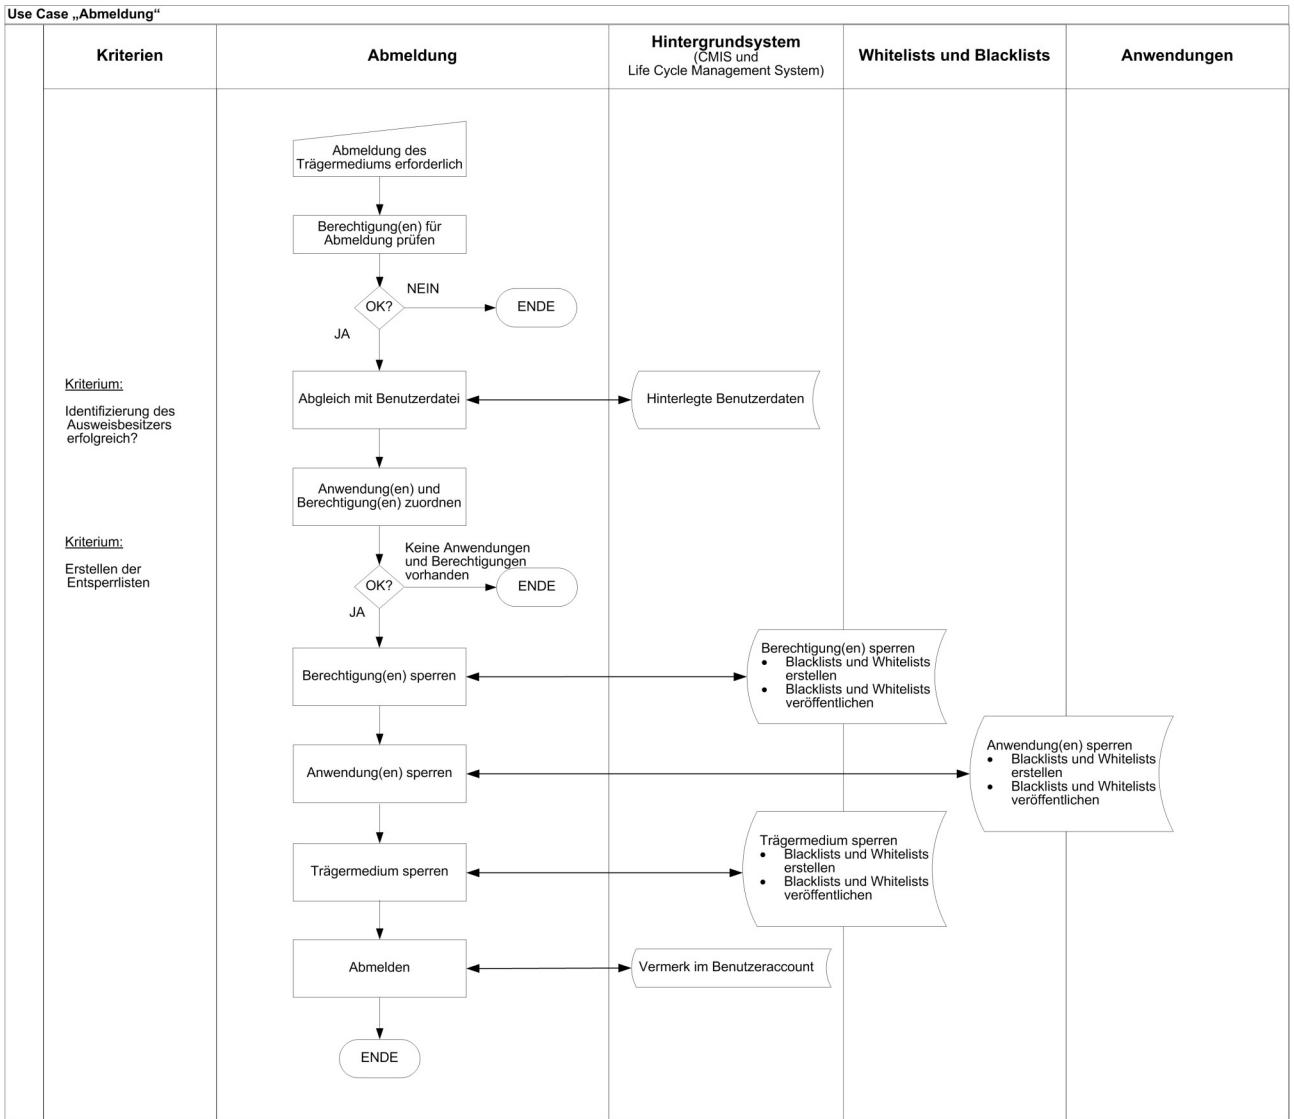 Use Case „Abmeldung“
Kriterien
Abmeldung
Hintergrundsystem
(CMIS und
Life Cycle Management System)
Whitelists und Blacklists
Anwendungen
Abmeldung des
Trägermediums erforderlich
Berechtigung(en) für
Abmeldung prüfen
OK?
NEIN
ENDE
JA
Kriterium:
Identifizierung des
Ausweisbesitzers
erfolgreich?
Abgleich mit Benutzerdatei
Hinterlegte Benutzerdaten
Anwendung(en) und
Berechtigung(en) zuordnen
Kriterium:
Erstellen der
Entsperrlisten
Keine Anwendungen
und Berechtigungen
vorhanden
OK?
ENDE
JA
Berechtigung(en) sperren
Berechtigung(en) sperren
• Blacklists und Whitelists
erstellen
• Blacklists und Whitelists
veröffentlichen
Anwendung(en) sperren
Anwendung(en) sperren
• Blacklists und Whitelists
erstellen
• Blacklists und Whitelists
veröffentlichen
Trägermedium sperren
Trägermedium sperren
• Blacklists und Whitelists
erstellen
• Blacklists und Whitelists
veröffentlichen
Abmelden
Vermerk im Benutzeraccount
ENDE